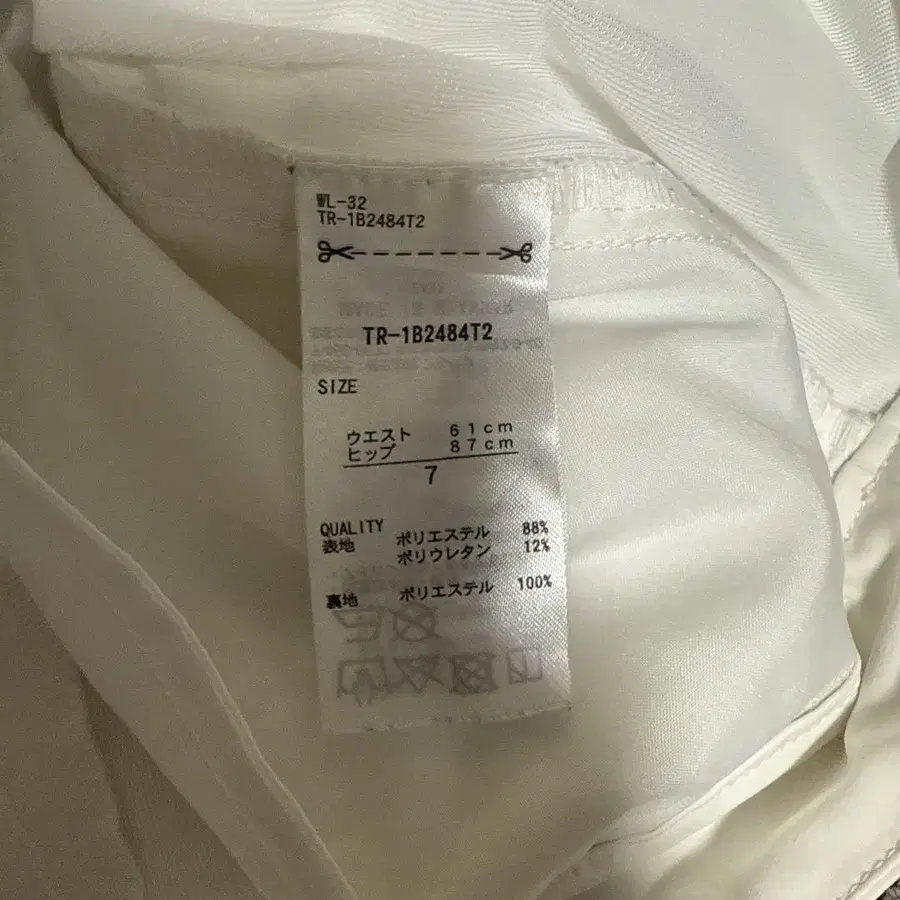 WL-32
TR-1B2484T2
TR-1B2484T2
SIZE
ウエスト 61cm
ヒップ 87cm
7
QUALITY
表地 ポリエステル 88%
ポリウレタン 12%
裏地 ポリエステル 100%